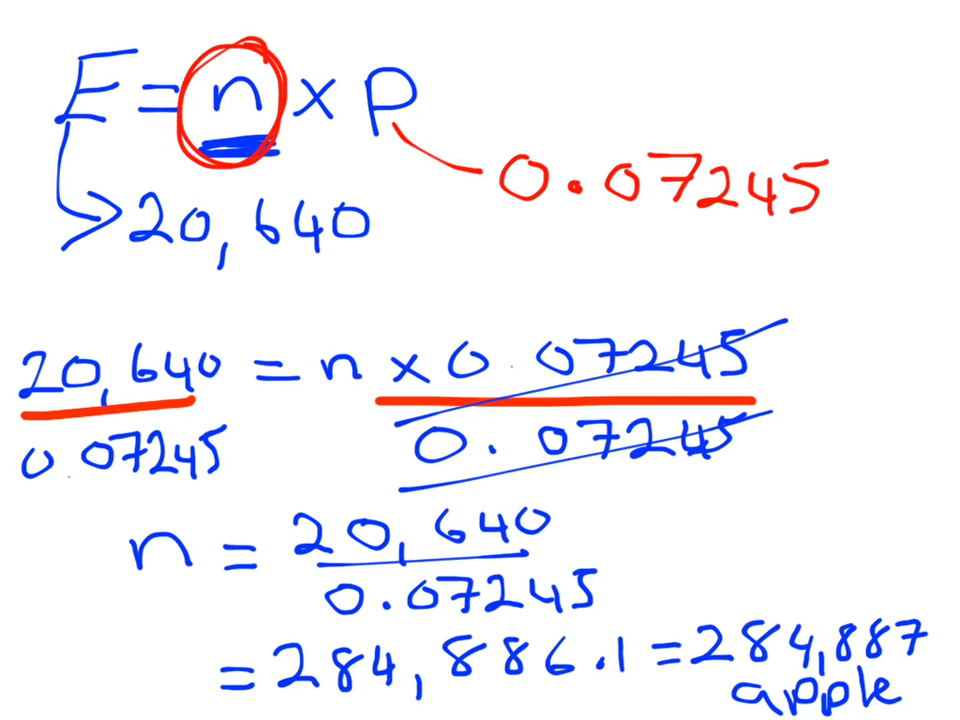 E = n x P
0.07245
20,640
20,640 = n x 0.07245
0.07245 0.07245
n = 20,640
0.07245
= 284,886.1 = 284,887
apple